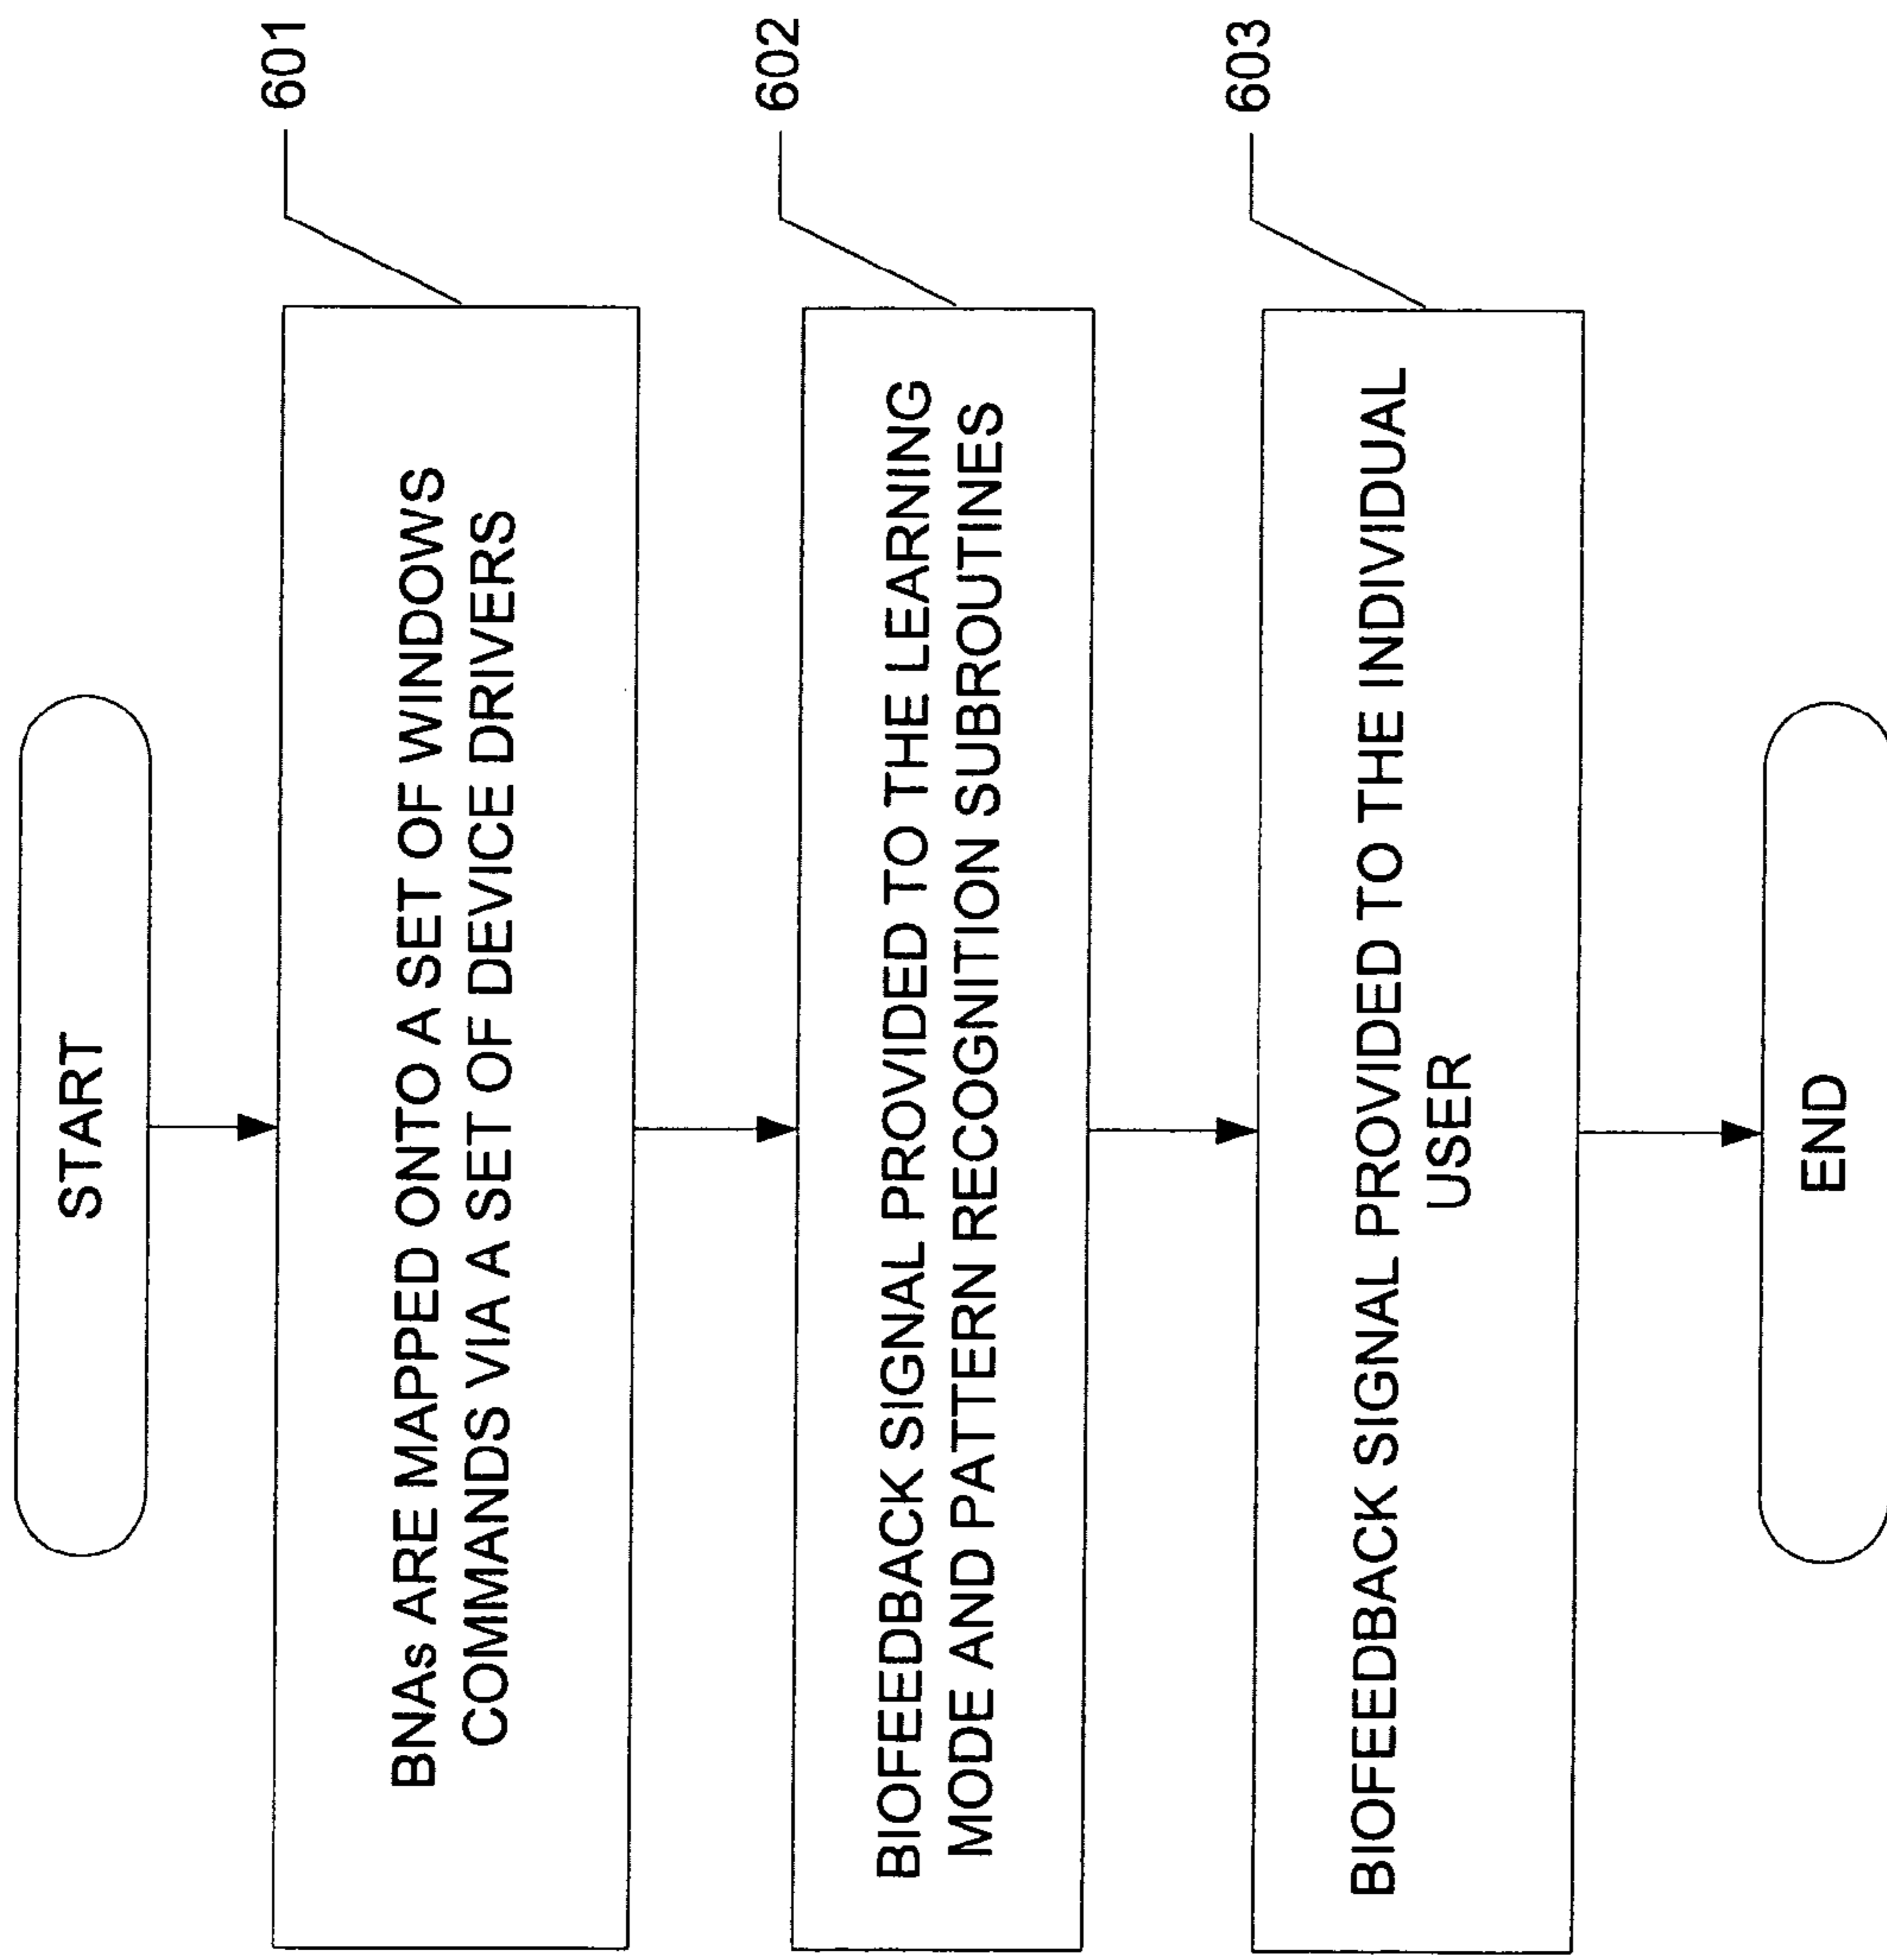 START
601
BNAs ARE MAPPED ONTO A SET OF WINDOWS
COMMANDS VIA A SET OF DEVICE DRIVERS
602
BIOFEEDBACK SIGNAL PROVIDED TO THE LEARNING
MODE AND PATTERN RECOGNITION SUBROUTINES
603
BIOFEEDBACK SIGNAL PROVIDED TO THE INDIVIDUAL
USER
END